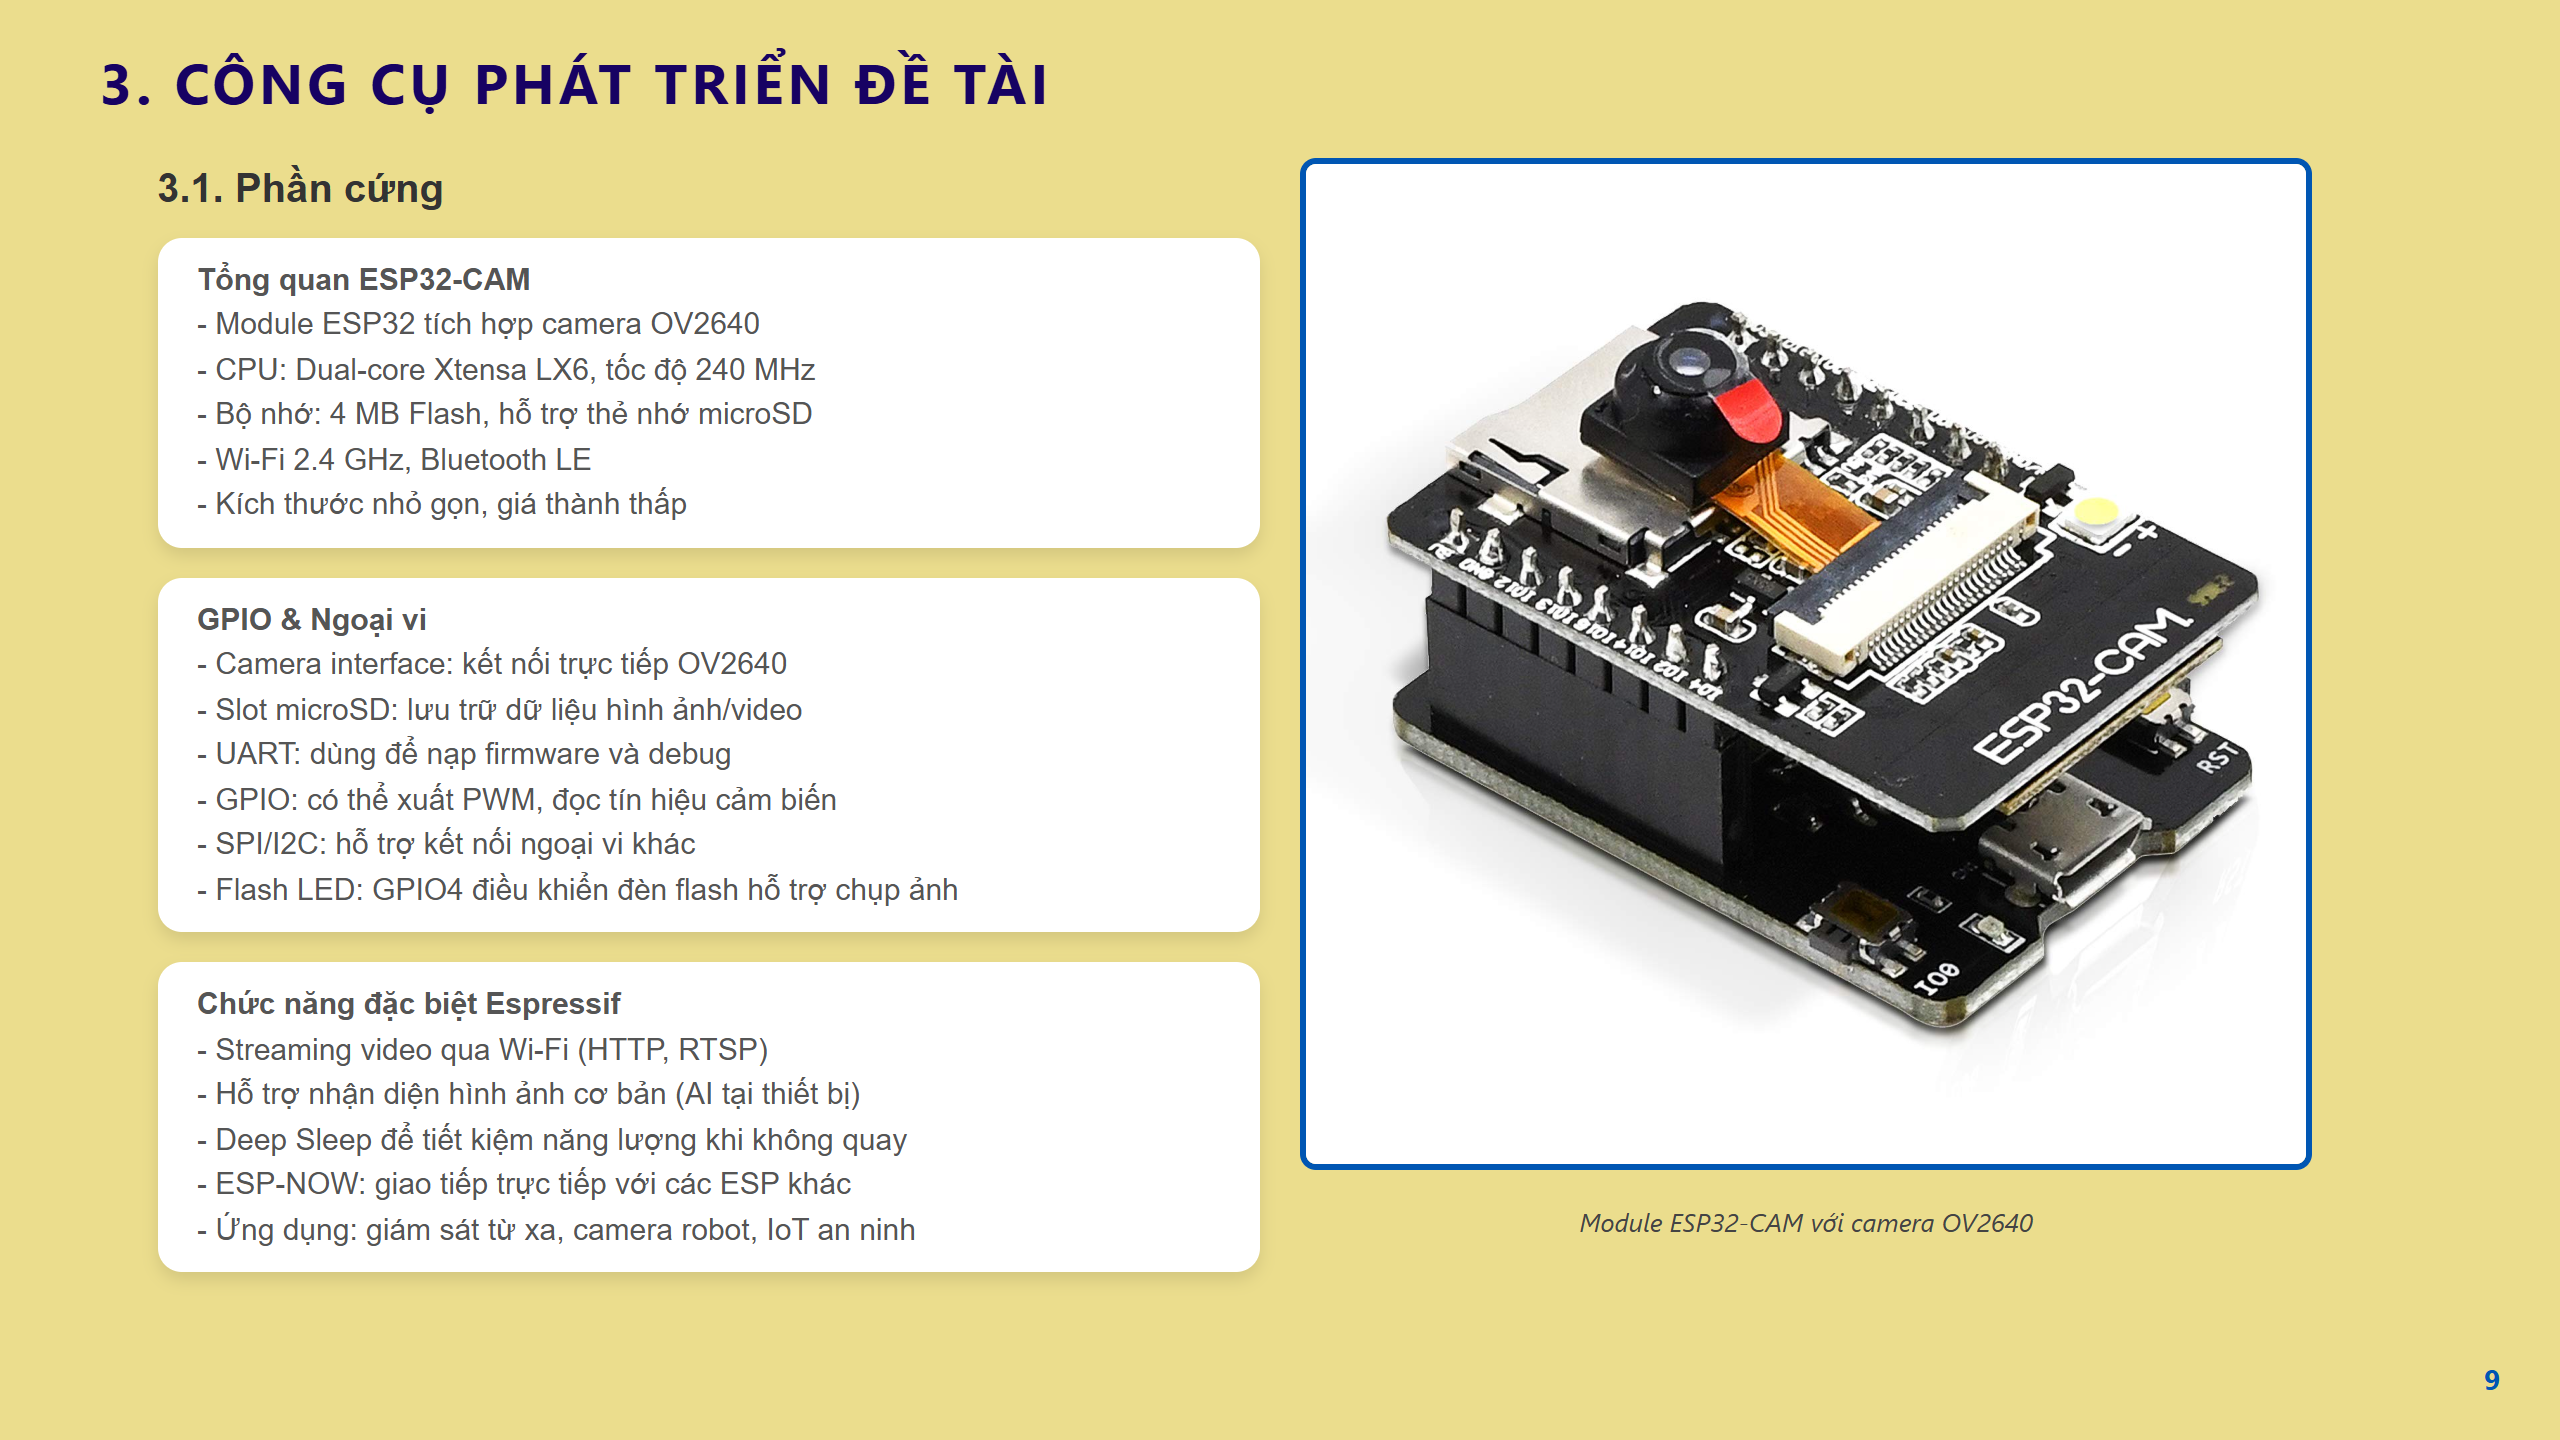 3. CÔNG CỤ PHÁT TRIỂN ĐỀ TÀI
3.1. Phần cứng
Tổng quan ESP32-CAM
- Module ESP32 tích hợp camera OV2640
- CPU: Dual-core Xtensa LX6, tốc độ 240 MHz
- Bộ nhớ: 4 MB Flash, hỗ trợ thẻ nhớ microSD
- Wi-Fi 2.4 GHz, Bluetooth LE
- Kích thước nhỏ gọn, giá thành thấp
GPIO & Ngoại vi
- Camera interface: kết nối trực tiếp OV2640
- Slot microSD: lưu trữ dữ liệu hình ảnh/video
- UART: dùng để nạp firmware và debug
- GPIO: có thể xuất PWM, đọc tín hiệu cảm biến
- SPI/I2C: hỗ trợ kết nối ngoại vi khác
- Flash LED: GPIO4 điều khiển đèn flash hỗ trợ chụp ảnh
Chức năng đặc biệt Espressif
- Streaming video qua Wi-Fi (HTTP, RTSP)
- Hỗ trợ nhận diện hình ảnh cơ bản (AI tại thiết bị)
- Deep Sleep để tiết kiệm năng lượng khi không quay
- ESP-NOW: giao tiếp trực tiếp với các ESP khác
- Ứng dụng: giám sát từ xa, camera robot, IoT an ninh
5V GND IO12 IO13 IO15 IO14 IO2 IO4
+
-
ESP32-CAM
RST
IO0
Module ESP32-CAM với camera OV2640
9